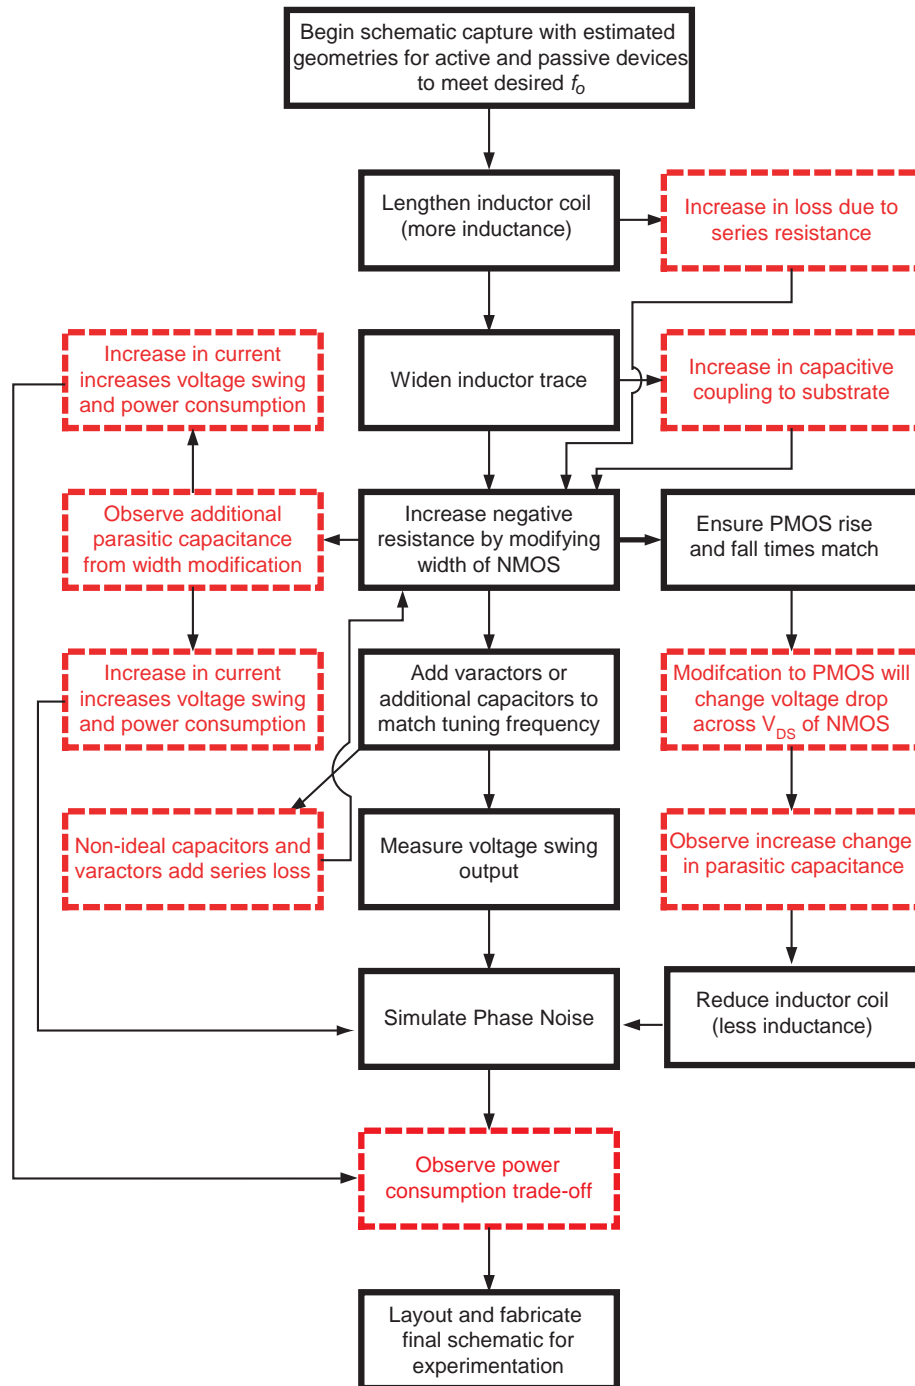 Begin schematic capture with estimated
geometries for active and passive devices
to meet desired fo
Lengthen inductor coil
(more inductance)
Increase in loss due to
series resistance
Increase in current
increases voltage swing
and power consumption
Widen inductor trace
Increase in capacitive
coupling to substrate
Observe additional
parasitic capacitance
from width modification
Increase negative
resistance by modifying
width of NMOS
Ensure PMOS rise
and fall times match
Increase in current
increases voltage swing
and power consumption
Add varactors or
additional capacitors to
match tuning frequency
Modifcation to PMOS will
change voltage drop
across VDS of NMOS
Non-ideal capacitors and
varactors add series loss
Measure voltage swing
output
Observe increase change
in parasitic capacitance
Simulate Phase Noise
Reduce inductor coil
(less inductance)
Observe power
consumption trade-off
Layout and fabricate
final schematic for
experimentation